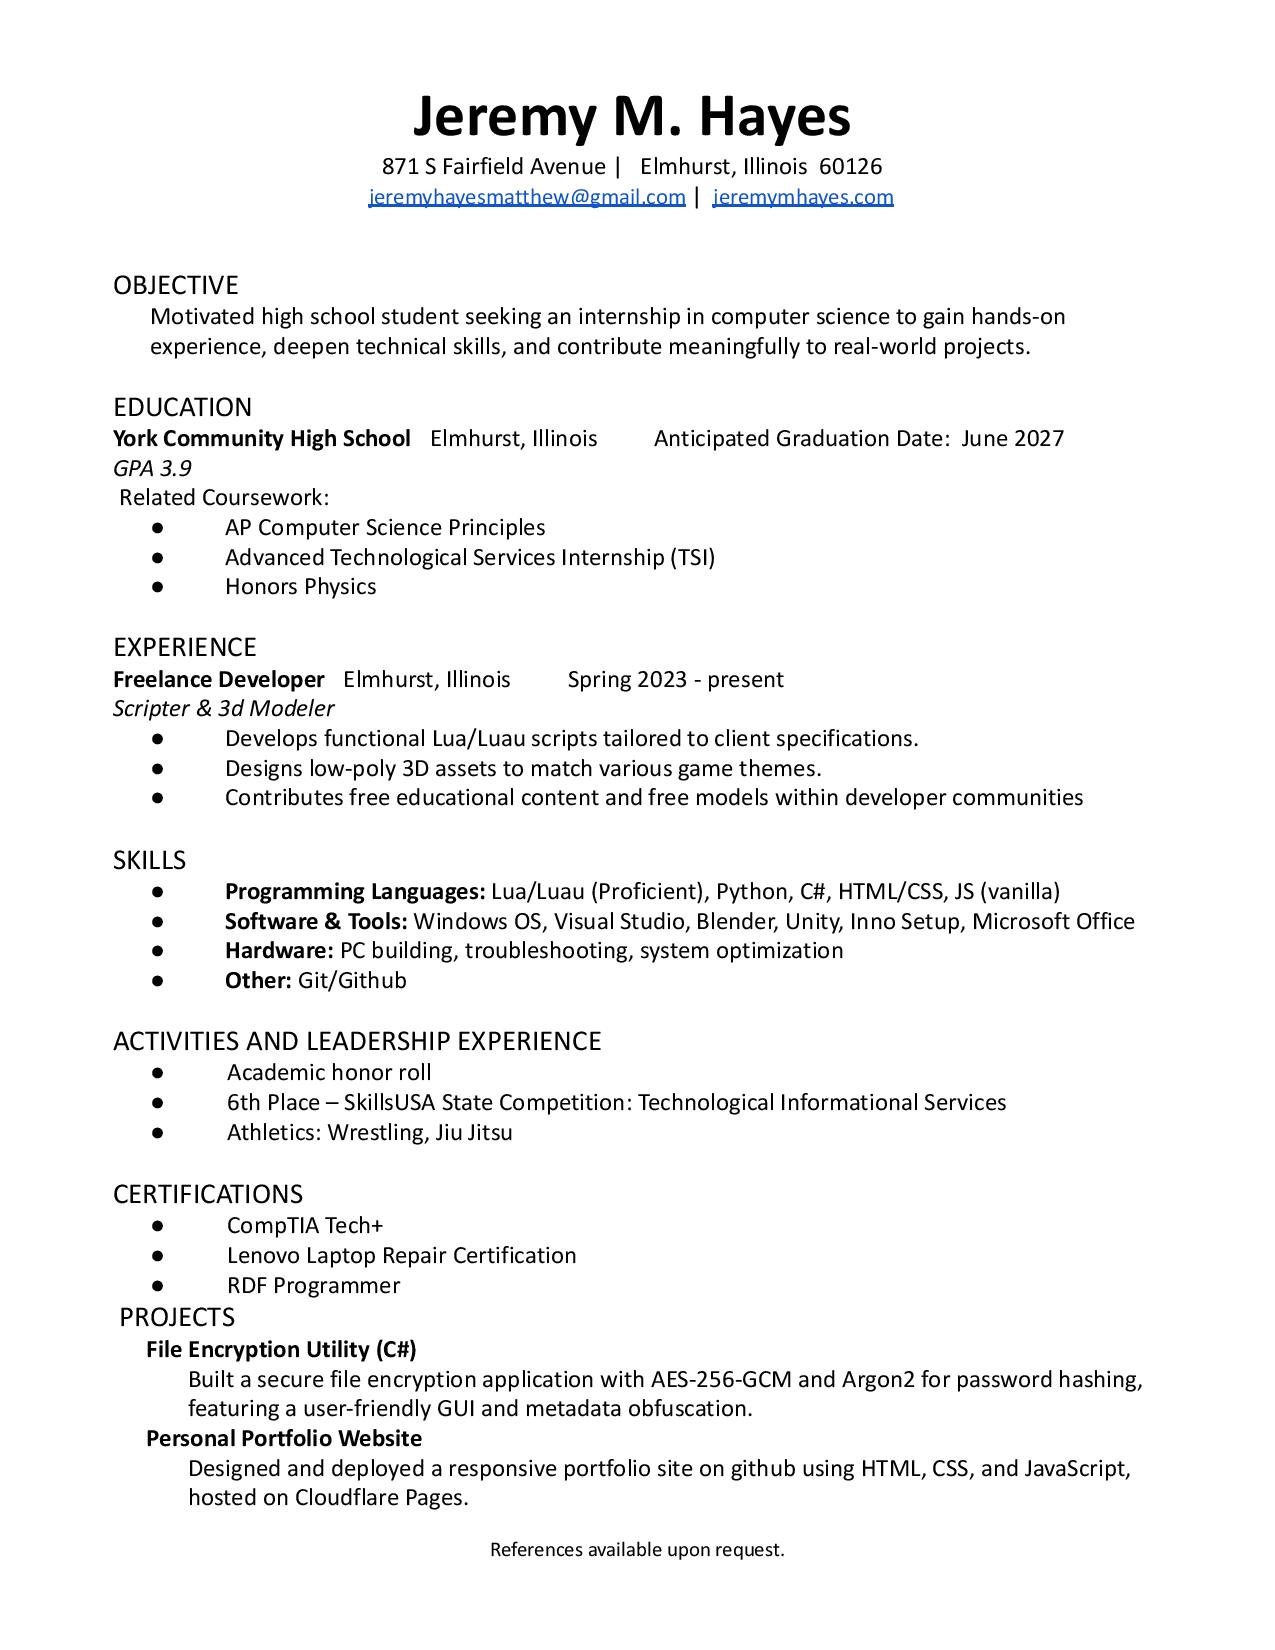 Jeremy M. Hayes
871 S Fairfield Avenue | Elmhurst, Illinois 60126
jeremyhayesmatthew@gmail.com | jeremymhayes.com
OBJECTIVE
Motivated high school student seeking an internship in computer science to gain hands-on
experience, deepen technical skills, and contribute meaningfully to real-world projects.
EDUCATION
York Community High School Elmhurst, Illinois Anticipated Graduation Date: June 2027
GPA 3.9
Related Coursework:
● AP Computer Science Principles
● Advanced Technological Services Internship (TSI)
● Honors Physics
EXPERIENCE
Freelance Developer Elmhurst, Illinois Spring 2023 - present
Scripter & 3d Modeler
● Develops functional Lua/Luau scripts tailored to client specifications.
● Designs low-poly 3D assets to match various game themes.
● Contributes free educational content and free models within developer communities
SKILLS
● Programming Languages: Lua/Luau (Proficient), Python, C#, HTML/CSS, JS (vanilla)
● Software & Tools: Windows OS, Visual Studio, Blender, Unity, Inno Setup, Microsoft Office
● Hardware: PC building, troubleshooting, system optimization
● Other: Git/Github
ACTIVITIES AND LEADERSHIP EXPERIENCE
● Academic honor roll
● 6th Place – SkillsUSA State Competition: Technological Informational Services
● Athletics: Wrestling, Jiu Jitsu
CERTIFICATIONS
● CompTIA Tech+
● Lenovo Laptop Repair Certification
● RDF Programmer
PROJECTS
File Encryption Utility (C#)
Built a secure file encryption application with AES-256-GCM and Argon2 for password hashing,
featuring a user-friendly GUI and metadata obfuscation.
Personal Portfolio Website
Designed and deployed a responsive portfolio site on github using HTML, CSS, and JavaScript,
hosted on Cloudflare Pages.
References available upon request.